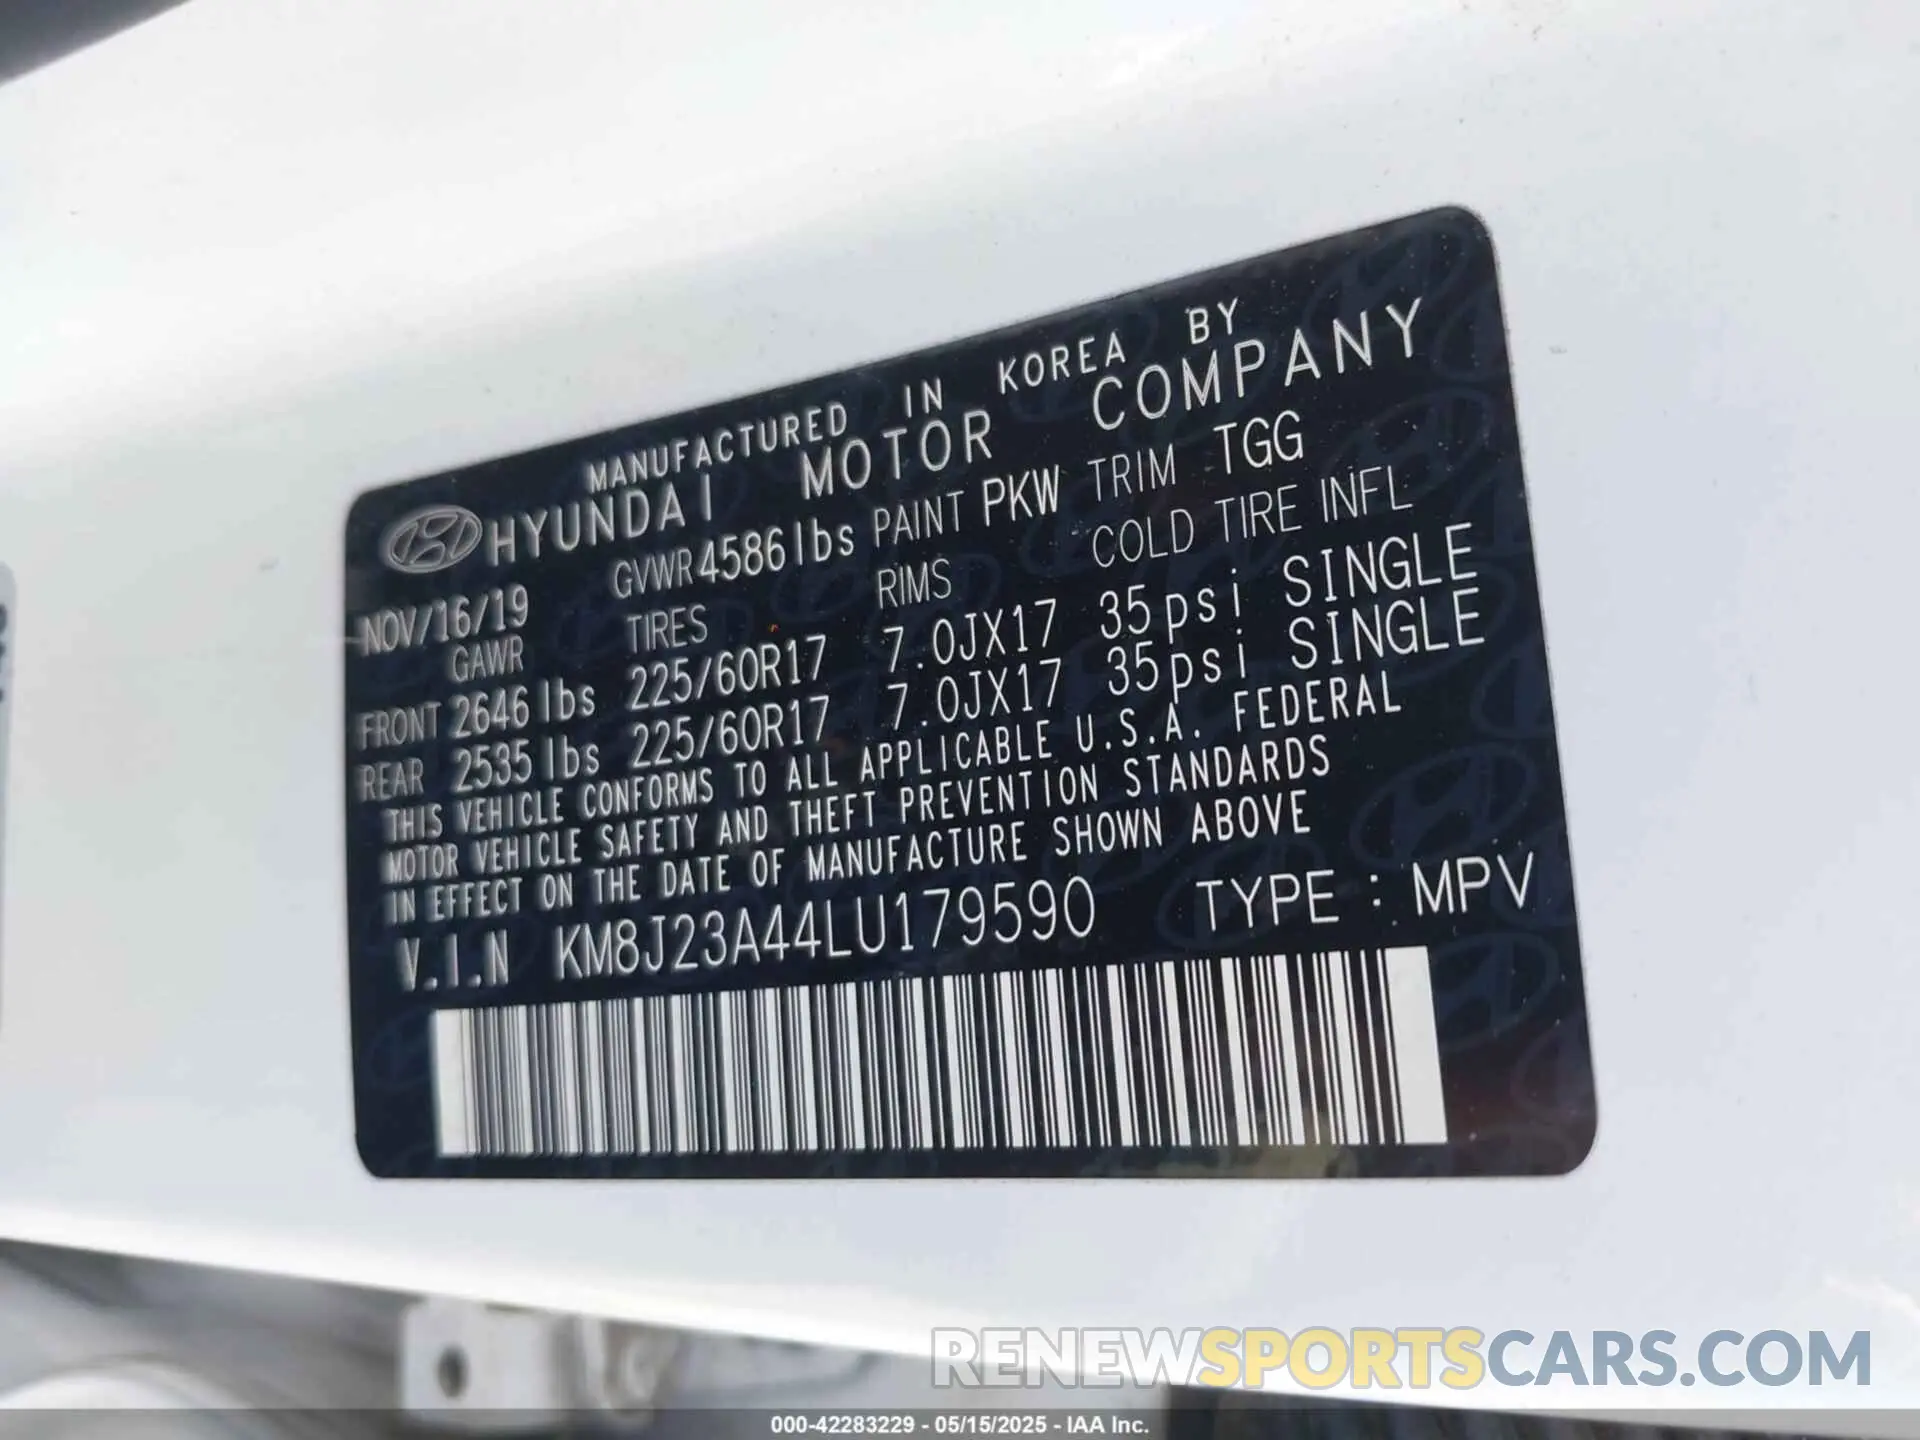 MANUFACTURED IN KOREA BY
HYUNDAI MOTOR COMPANY
NOV/16/19 GVWR 4586 lbs PAINT PKW TRIM TGG
GAWR TIRES RIMS COLD TIRE INFL
FRONT 2646 lbs 225/60R17 7.0JX17 35psi SINGLE
REAR 2535 lbs 225/60R17 7.0JX17 35psi SINGLE
THIS VEHICLE CONFORMS TO ALL APPLICABLE U.S.A. FEDERAL
MOTOR VEHICLE SAFETY AND THEFT PREVENTION STANDARDS
IN EFFECT ON THE DATE OF MANUFACTURE SHOWN ABOVE
V.I.N KM8J23A44LU179590 TYPE : MPV
RENEWSPORTSCARS.COM
000-42283229 - 05/15/2025 - IAA Inc.